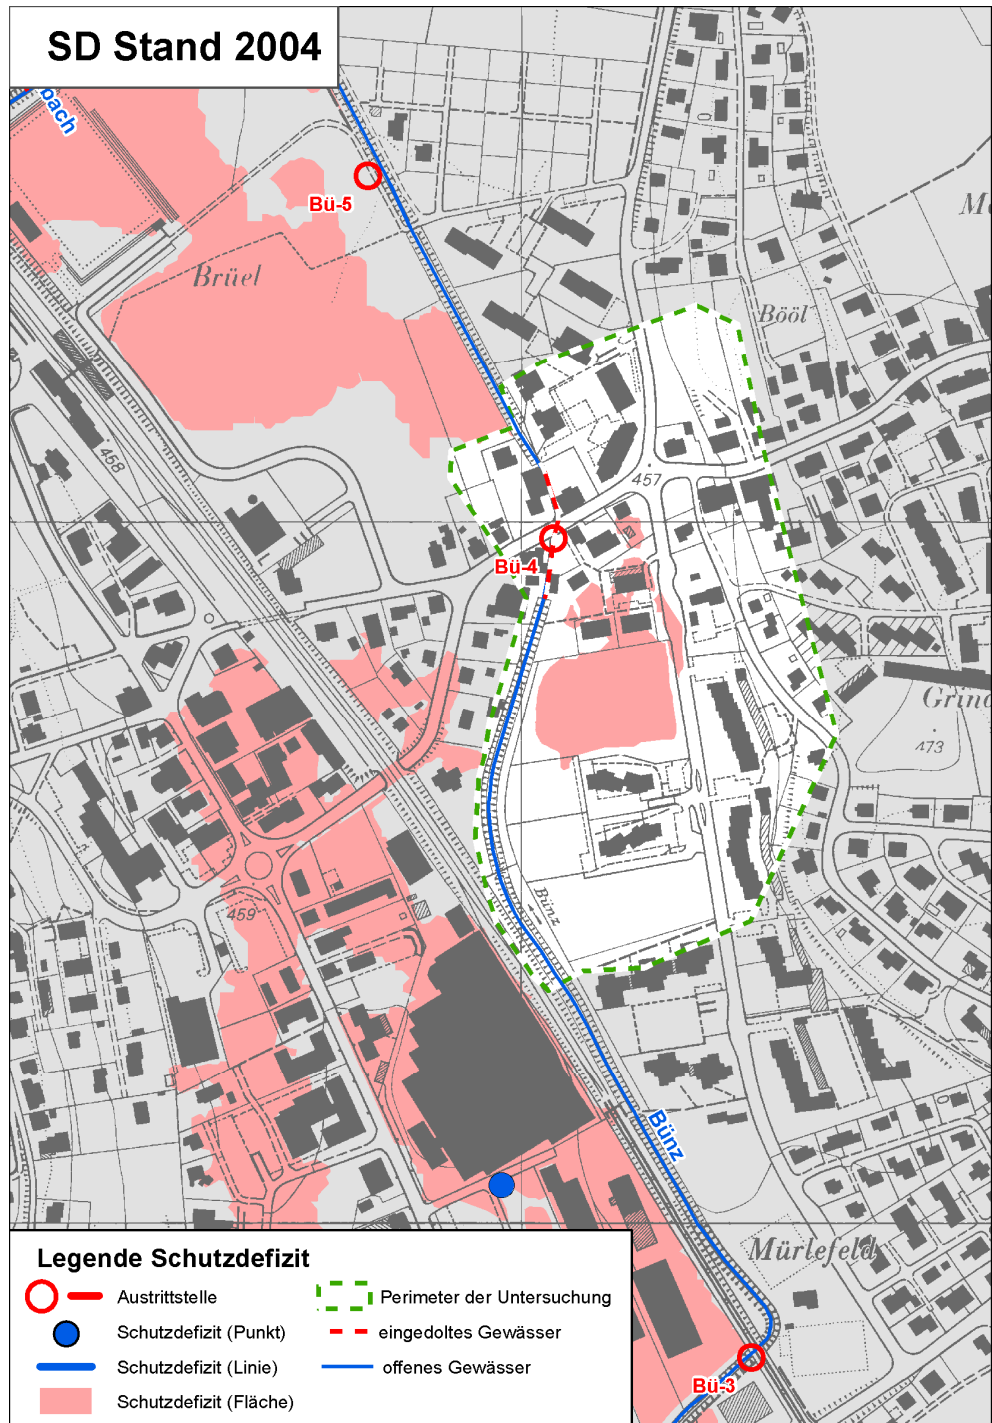 SD Stand 2004
bach
Bü-5
Brüel
Bööl
458
457
Bü-4
Grind
473
Bünz
459
Bünz
Mürlefeld
Bü-3
Legende Schutzdefizit
Austrittstelle
Perimeter der Untersuchung
Schutzdefizit (Punkt)
eingedoltes Gewässer
Schutzdefizit (Linie)
offenes Gewässer
Schutzdefizit (Fläche)